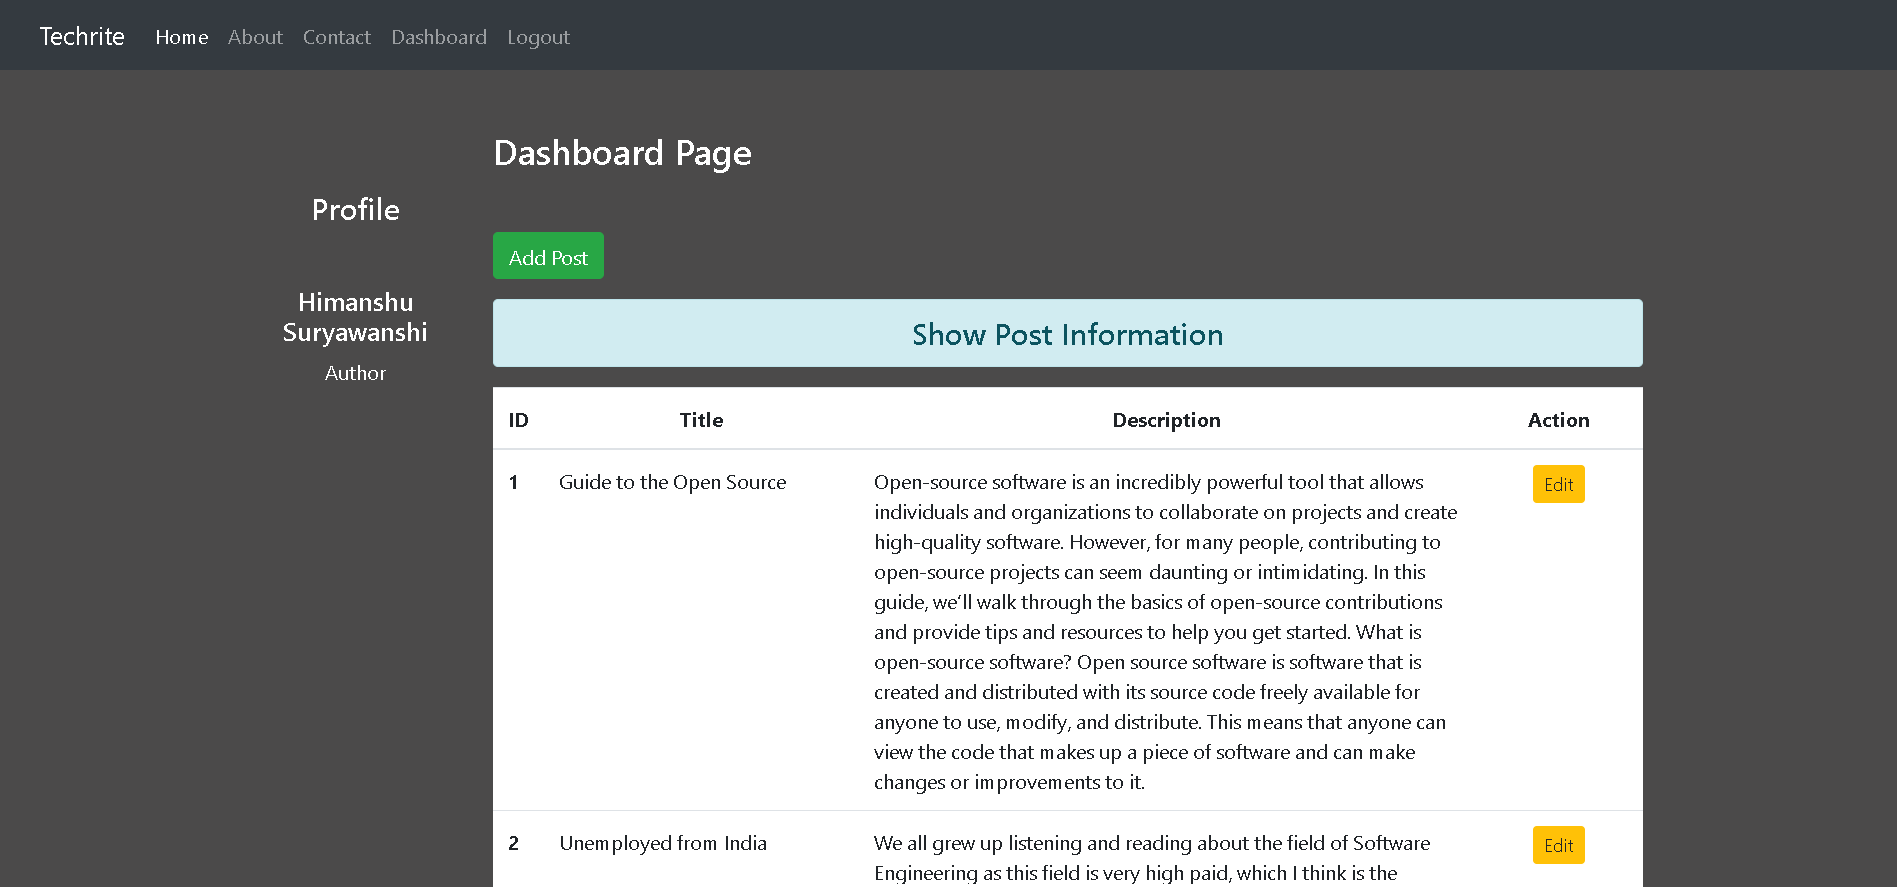 Techrite Home About Contact Dashboard Logout
Dashboard Page
Profile
Himanshu
Suryawanshi
Author
Add Post
Show Post Information
ID Title Description Action
1 Guide to the Open Source Open-source software is an incredibly powerful tool that allows Edit
individuals and organizations to collaborate on projects and create
high-quality software. However, for many people, contributing to
open-source projects can seem daunting or intimidating. In this
guide, we’ll walk through the basics of open-source contributions
and provide tips and resources to help you get started. What is
open-source software? Open source software is software that is
created and distributed with its source code freely available for
anyone to use, modify, and distribute. This means that anyone can
view the code that makes up a piece of software and can make
changes or improvements to it.
2 Unemployed from India We all grew up listening and reading about the field of Software Edit
Engineering as this field is very high paid, which I think is the